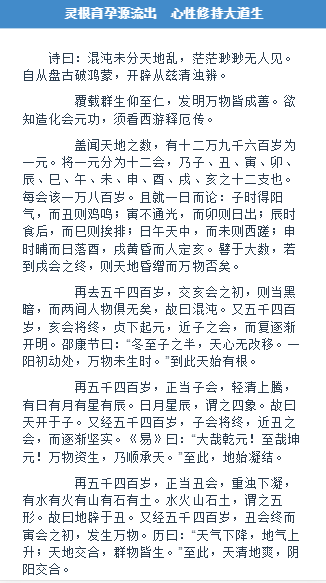 灵根育孕源流出　心性修持大道生
诗曰：混沌未分天地乱，茫茫渺渺无人见。
自从盘古破鸿蒙，开辟从兹清浊辨。
覆载群生仰至仁，发明万物皆成善。欲
知造化会元功，须看西游释厄传。
盖闻天地之数，有十二万九千六百岁为
一元。将一元分为十二会，乃子、丑、寅、卯、
辰、巳、午、未、申、酉、戌、亥之十二支也。
每会该一万八百岁。且就一日而论：子时得阳
气，而丑则鸡鸣；寅不通光，而卯则日出；辰时
食后，而巳则挨排；日午天中，而未则西蹉；申
时晡而日落酉，戌黄昏而人定亥。譬于大数，若
到戌会之终，则天地昏缯而万物否矣。
再去五千四百岁，交亥会之初，则当黑
暗，而两间人物俱无矣，故曰混沌。又五千四百
岁，亥会将终，贞下起元，近子之会，而复逐渐
开明。邵康节曰：“冬至子之半，天心无改移。一
阳初动处，万物未生时。”到此天始有根。
再五千四百岁，正当子会，轻清上腾，
有日有月有星有辰。日月星辰，谓之四象。故曰
天开于子。又经五千四百岁，子会将终，近丑之
会，而逐渐坚实。《易》曰：“大哉乾元！至哉坤
元！万物资生，乃顺承天。”至此，地始凝结。
再五千四百岁，正当丑会，重浊下凝，
有水有火有山有石有土。水火山石土，谓之五
形。故曰地辟于丑。又经五千四百岁，丑会终而
寅会之初，发生万物。历曰：“天气下降，地气上
升；天地交合，群物皆生。”至此，天清地爽，阴
阳交合。